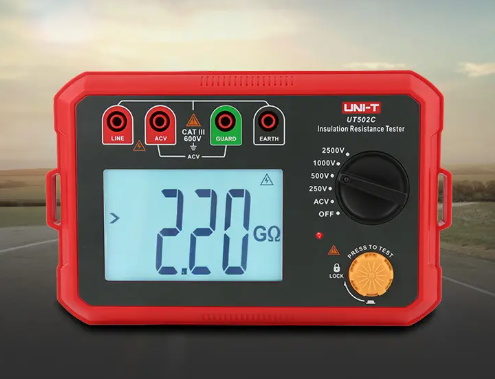 UNI-T
UT502C
Insulation Resistance Tester
LINE
ACV
CAT III
600V
GUARD
EARTH
ACV
2500V
1000V
500V
250V
ACV
OFF
> 2.20 GΩ
PRESS TO TEST
LOCK